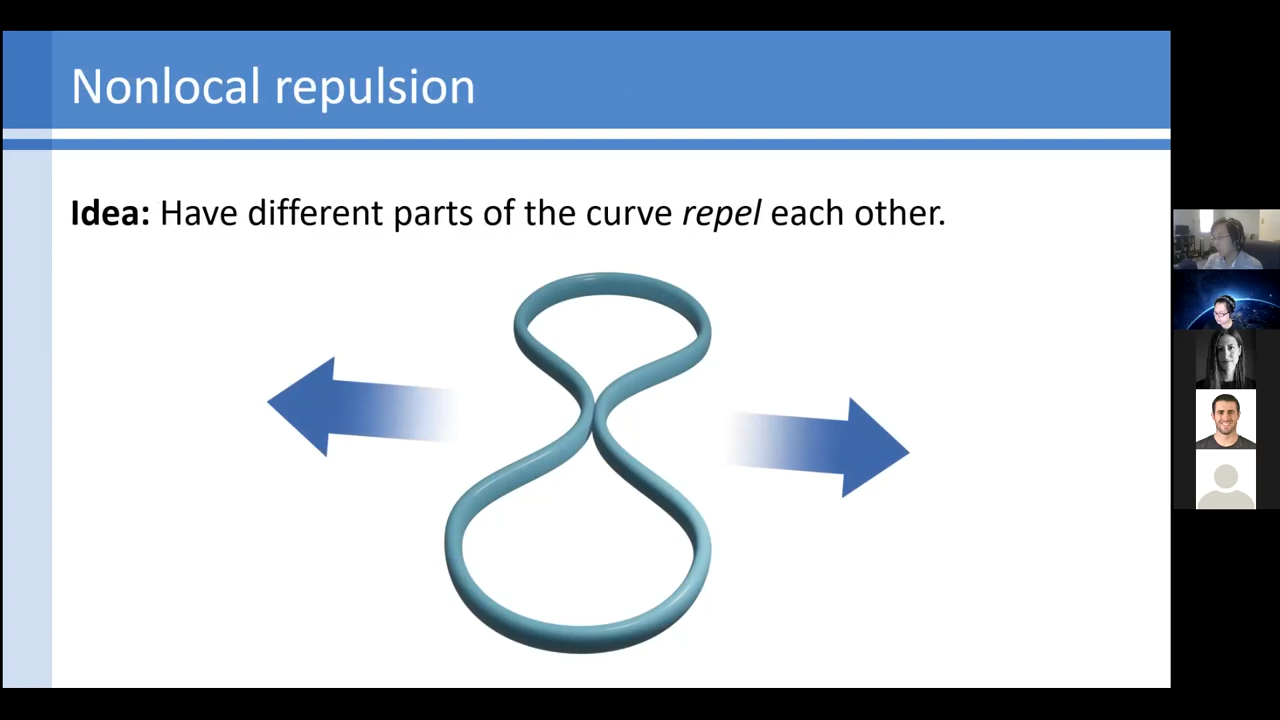 Nonlocal repulsion
Idea: Have different parts of the curve repel each other.